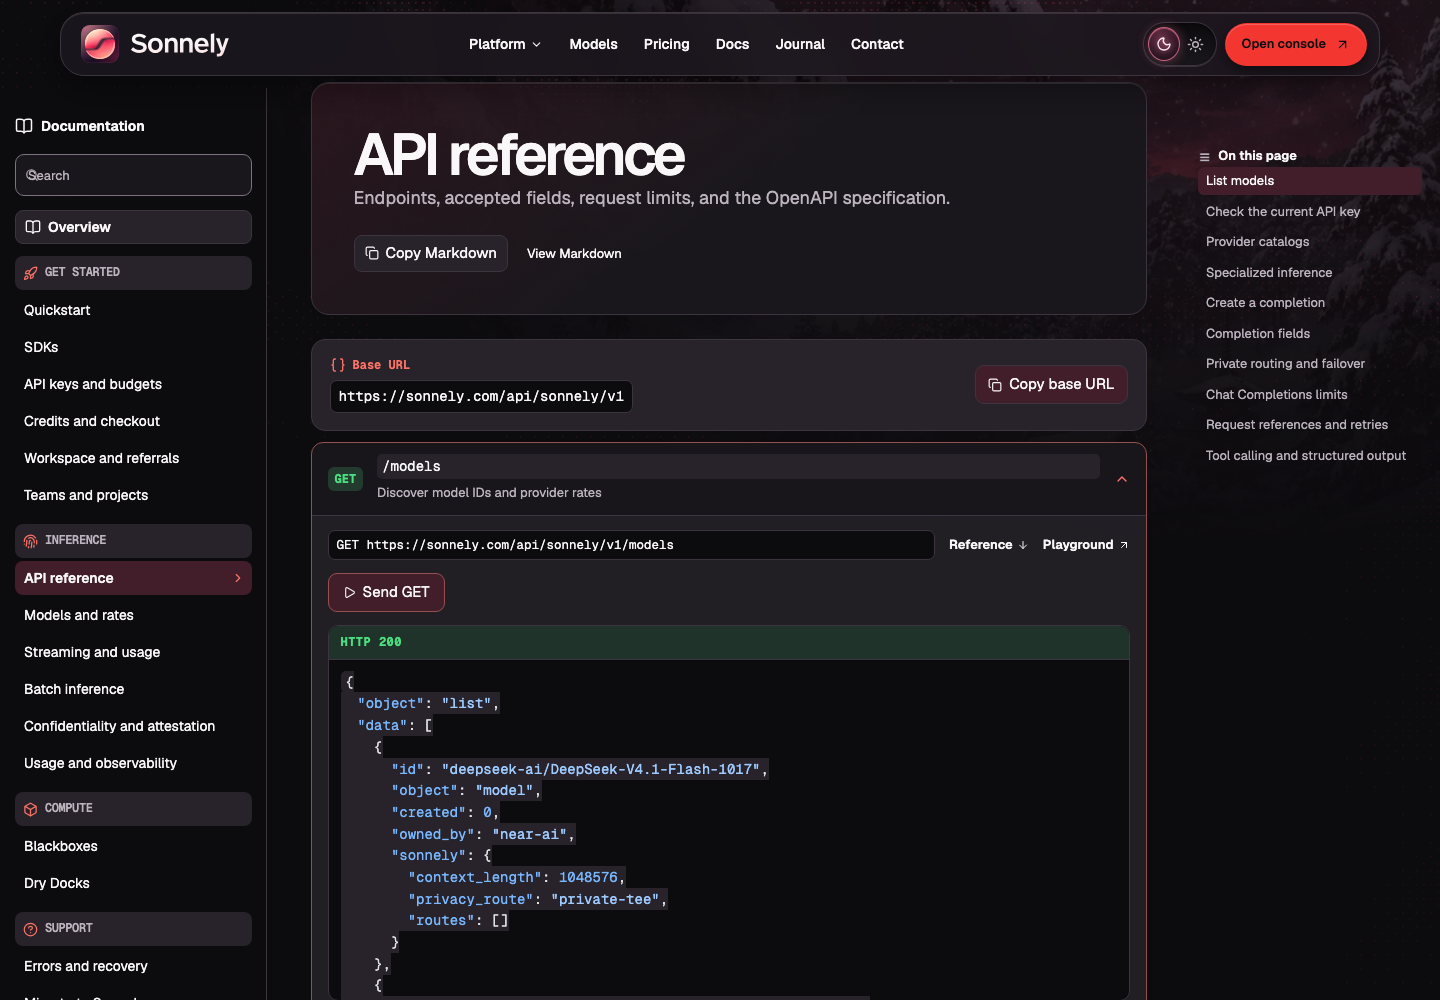 Sonnely
Platform
Models
Pricing
Docs
Journal
Contact
Open console
Documentation
Search
Overview
GET STARTED
Quickstart
SDKs
API keys and budgets
Credits and checkout
Workspace and referrals
Teams and projects
INFERENCE
API reference
Models and rates
Streaming and usage
Batch inference
Confidentiality and attestation
Usage and observability
COMPUTE
Blackboxes
Dry Docks
SUPPORT
Errors and recovery
API reference
Endpoints, accepted fields, request limits, and the OpenAPI specification.
Copy Markdown
View Markdown
{} Base URL
https://sonnely.com/api/sonnely/v1
Copy base URL
GET
/models
Discover model IDs and provider rates
GET https://sonnely.com/api/sonnely/v1/models
Reference ↓
Playground ↗
Send GET
HTTP 200
{
"object": "list",
"data": [
{
"id": "deepseek-ai/DeepSeek-V4.1-Flash-1017",
"object": "model",
"created": 0,
"owned_by": "near-ai",
"sonnely": {
"context_length": 1048576,
"privacy_route": "private-tee",
"routes": []
}
},
{
On this page
List models
Check the current API key
Provider catalogs
Specialized inference
Create a completion
Completion fields
Private routing and failover
Chat Completions limits
Request references and retries
Tool calling and structured output